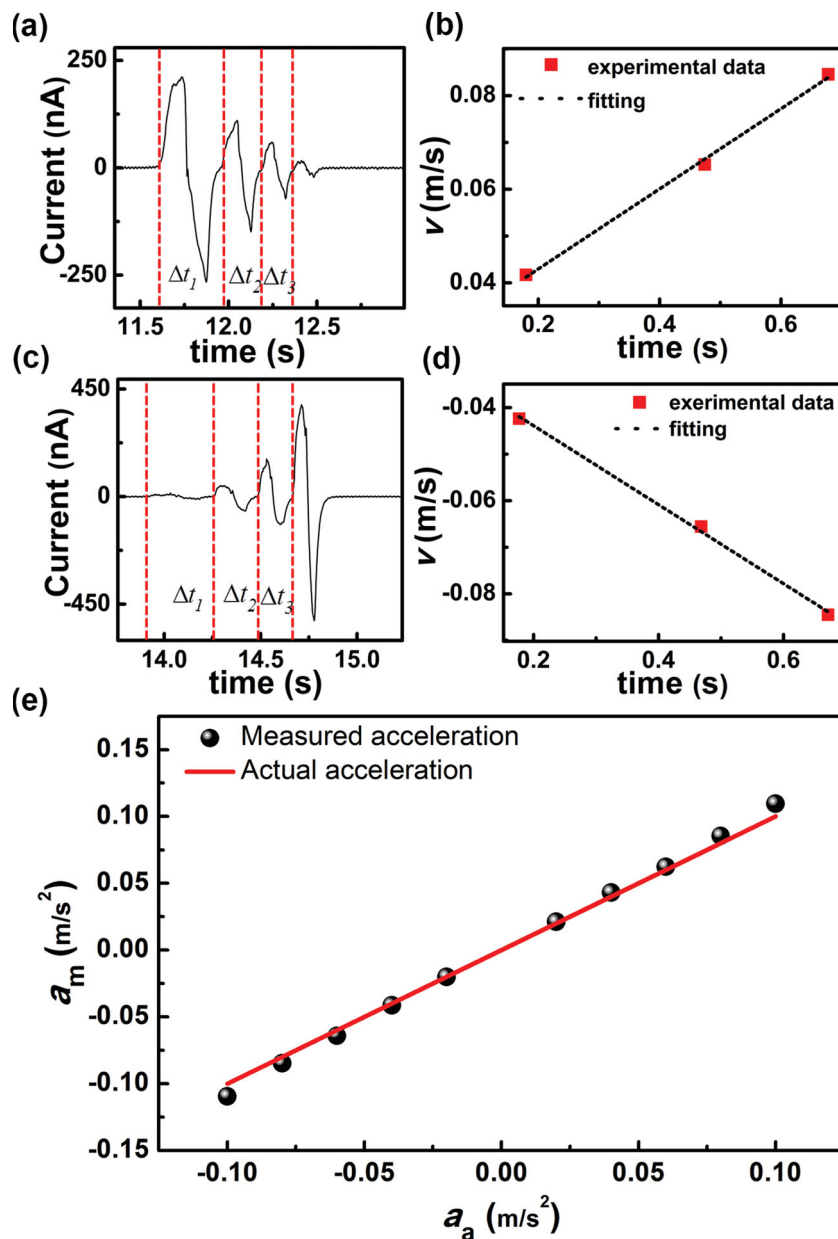 (a)
250
0
-250
Current (nA)
Δt1 Δt2 Δt3
11.5 12.0 12.5
time (s)
(b)
experimental data
fitting
0.08
0.06
0.04
v (m/s)
0.2 0.4 0.6
time (s)
(c)
450
0
-450
Current (nA)
Δt1 Δt2 Δt3
14.0 14.5 15.0
time (s)
(d)
exerimental data
fitting
-0.04
-0.06
-0.08
v (m/s)
0.2 0.4 0.6
time (s)
(e)
Measured acceleration
Actual acceleration
0.15
0.10
0.05
0.00
-0.05
-0.10
-0.15
am (m/s2)
-0.10 -0.05 0.00 0.05 0.10
aa (m/s2)